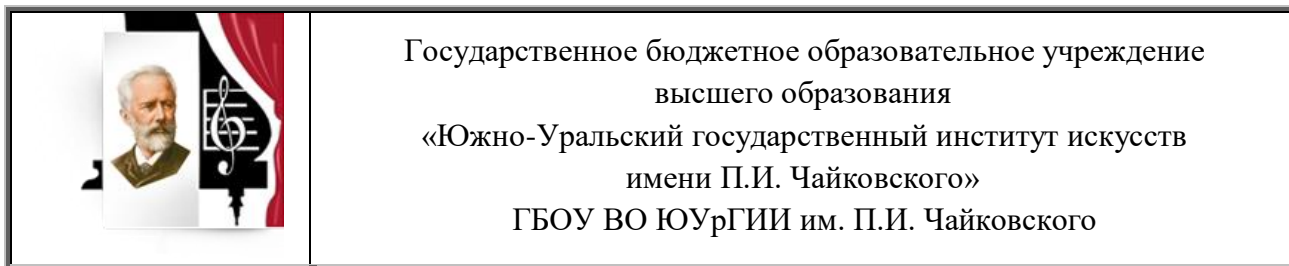 Государственное бюджетное образовательное учреждение
высшего образования
«Южно-Уральский государственный институт искусств
имени П.И. Чайковского»
ГБОУ ВО ЮУрГИИ им. П.И. Чайковского